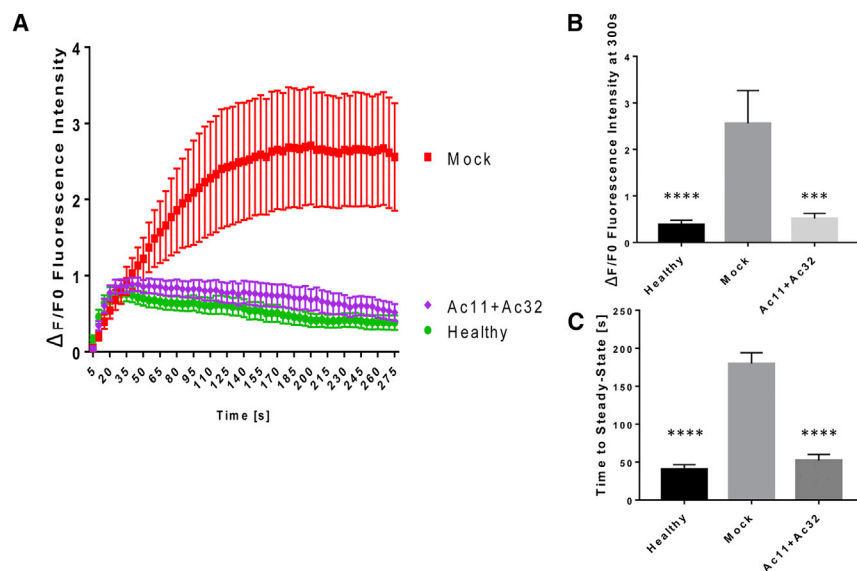 A
ΔF/F0 Fluorescence Intensity
4
3
2
1
0
5
20
35
50
65
80
95
110
125
140
155
170
185
200
215
230
245
260
275
Time [s]
Mock
Ac11+Ac32
Healthy
B
ΔF/F0 Fluorescence Intensity at 300s
4
3
2
1
0
****
***
Healthy
Mock
Ac11+Ac32
C
Time to Steady-State [s]
250
200
150
100
50
0
****
****
Healthy
Mock
Ac11+Ac32